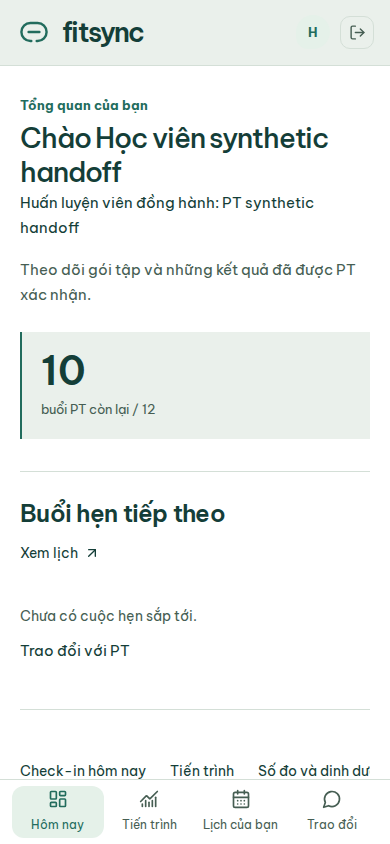 fitsync
H
Tổng quan của bạn
Chào Học viên synthetic
handoff
Huấn luyện viên đồng hành: PT synthetic
handoff
Theo dõi gói tập và những kết quả đã được PT
xác nhận.
10
buổi PT còn lại / 12
Buổi hẹn tiếp theo
Xem lịch
Chưa có cuộc hẹn sắp tới.
Trao đổi với PT
Check-in hôm nay Tiến trình Số đo và dinh dư
Hôm nay Tiến trình Lịch của bạn Trao đổi